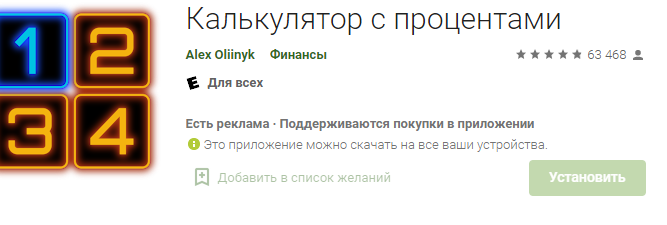 Калькулятор с процентами
Alex Oliinyk Финансы 63 468
E Для всех
Есть реклама · Поддерживаются покупки в приложении
Это приложение можно скачать на все ваши устройства.
Добавить в список желаний Установить
1 2
3 4